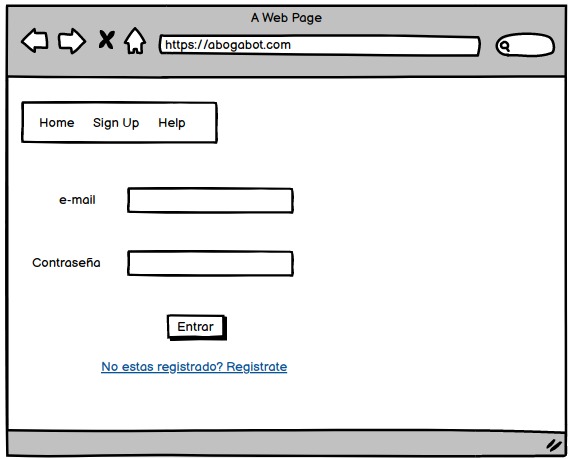 A Web Page
https://abogabot.com
Home Sign Up Help
e-mail
Contraseña
Entrar
No estas registrado? Registrate